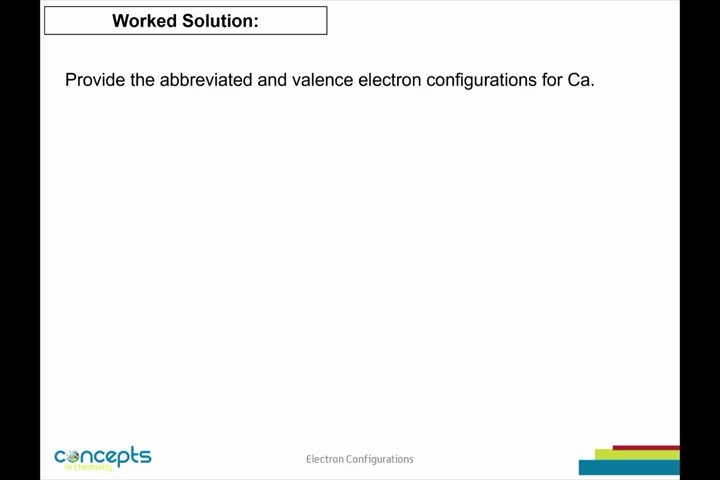 Worked Solution:
Provide the abbreviated and valence electron configurations for Ca.
concepts
in chemistry
Electron Configurations